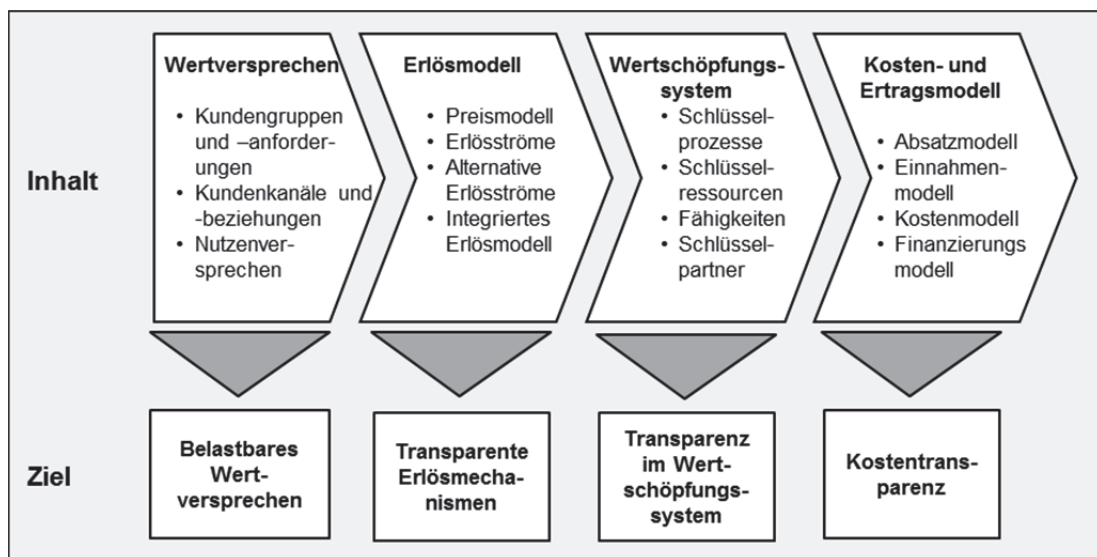 Inhalt
Wertversprechen
• Kundengruppen
und –anforder-
ungen
• Kundenkanäle und
-beziehungen
• Nutzenver-
sprechen
Erlösmodell
• Preismodell
• Erlösströme
• Alternative
Erlösströme
• Integriertes
Erlösmodell
Wertschöpfungs-
system
• Schlüssel-
prozesse
• Schlüssel-
ressourcen
• Fähigkeiten
• Schlüssel-
partner
Kosten- und
Ertragsmodell
• Absatzmodell
• Einnahmen-
modell
• Kostenmodell
• Finanzierungs
modell
Ziel
Belastbares
Wert-
versprechen
Transparente
Erlösmecha-
nismen
Transparenz
im Wert-
schöpfungs-
system
Kostentrans-
parenz